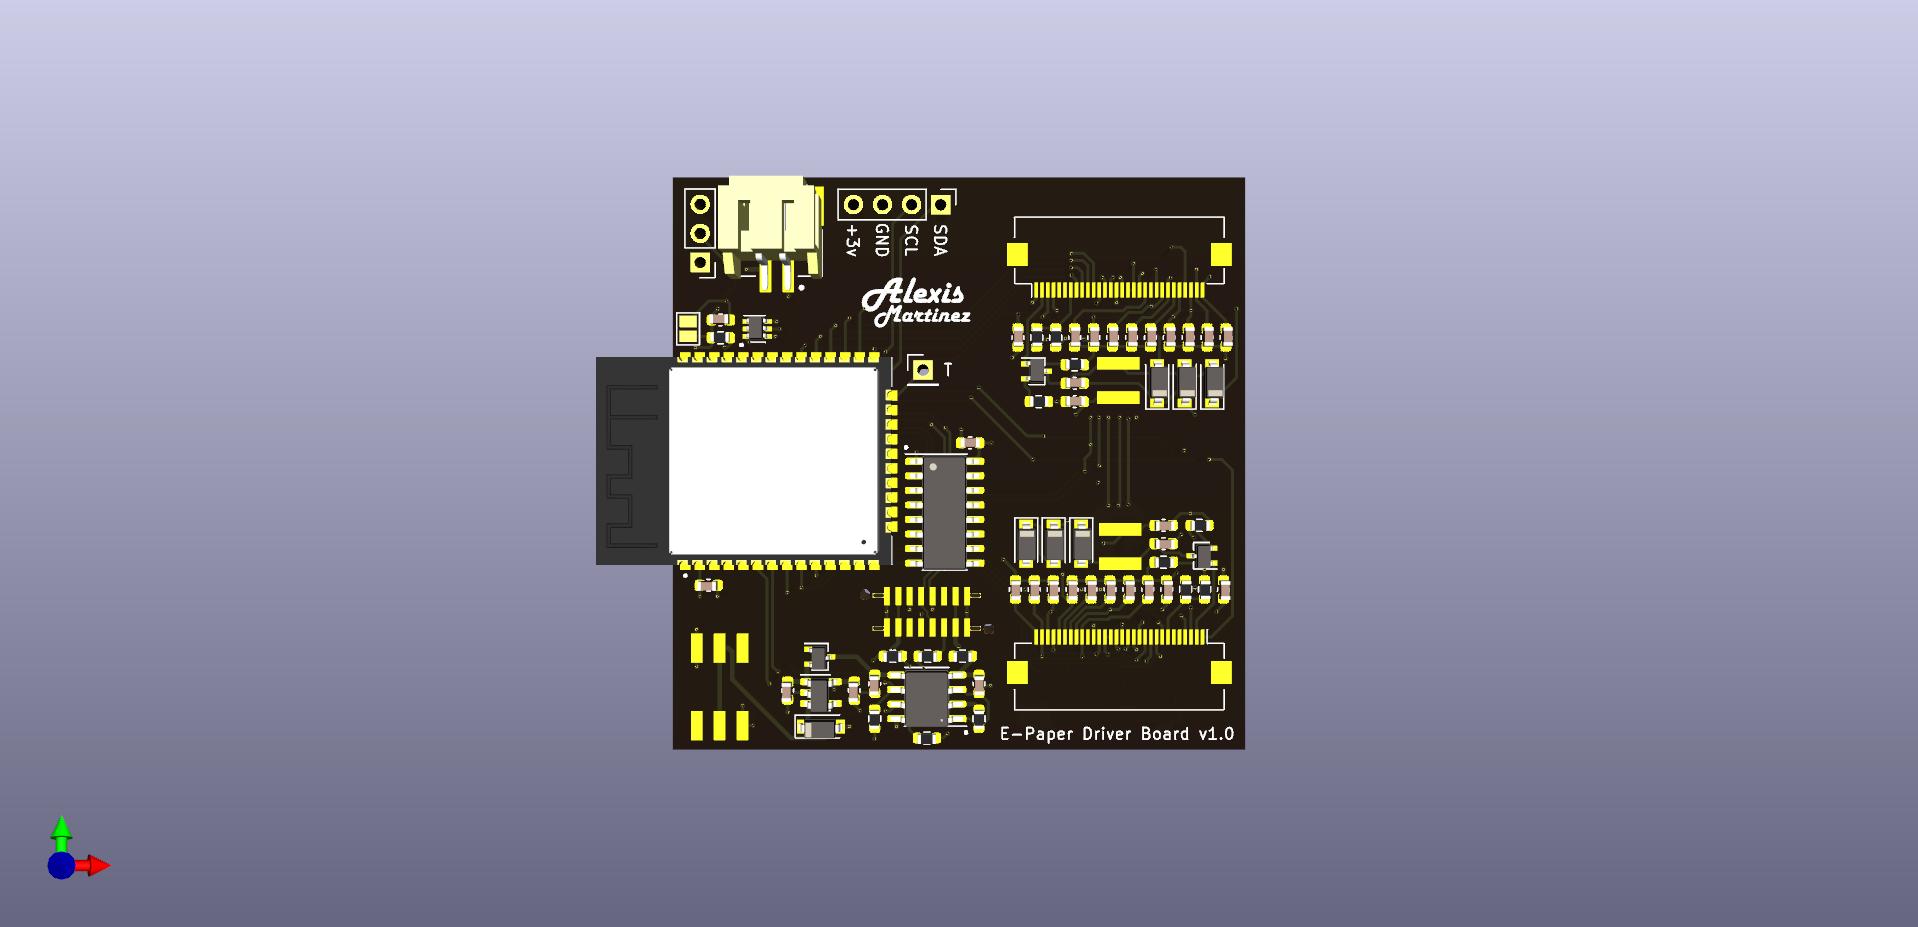 +3v
GND
SCL
SDA
Alexis
Martinez
T
E-Paper Driver Board v1.0